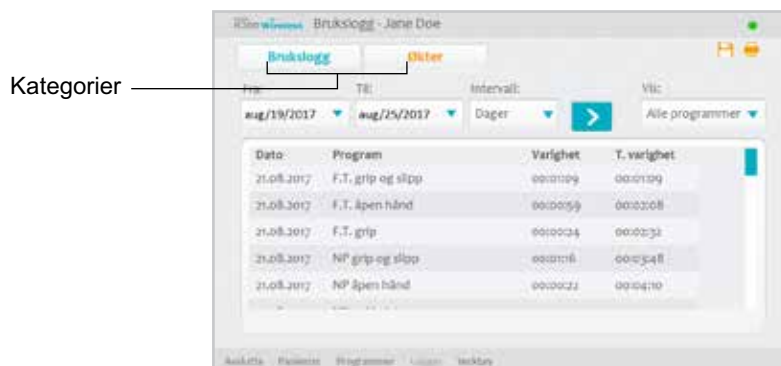 Wireless Brukslogg - Jane Doe
Brukslogg Økter
Kategorier
Fra: Til: Intervall: Vis:
aug/19/2017 aug/25/2017 Dager Alle programmer
Dato Program Varighet T. varighet
21.08.2017 F.T. grip og slipp 00:01:09 00:01:09
21.08.2017 F.T. åpen hånd 00:00:59 00:02:08
21.08.2017 F.T. grip 00:00:24 00:02:32
21.08.2017 NP grip og slipp 00:01:16 00:03:48
21.08.2017 NP åpen hånd 00:00:22 00:04:10
Avslutte Pasienter Programmer Logger Verktøy